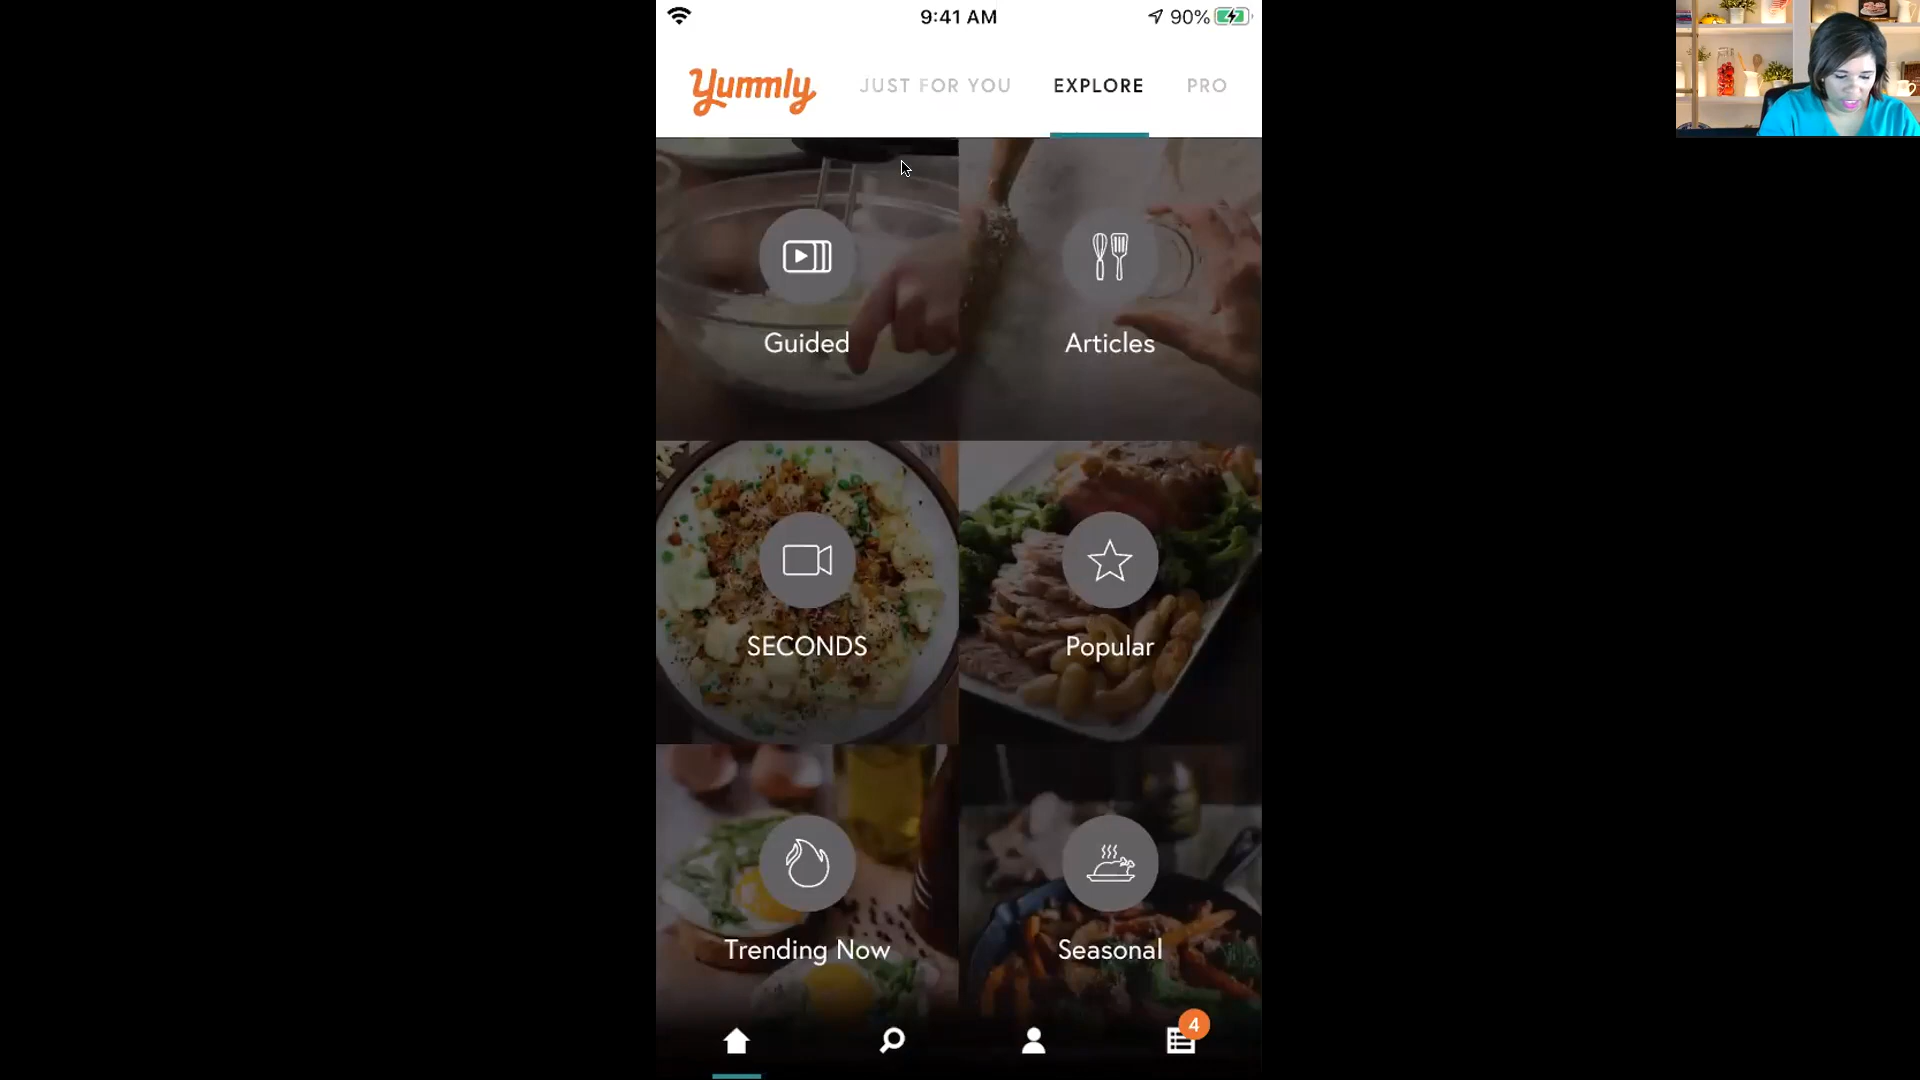 9:41 AM
90%
Yummly
JUST FOR YOU
EXPLORE
PRO
Guided
Articles
SECONDS
Popular
Trending Now
Seasonal
4